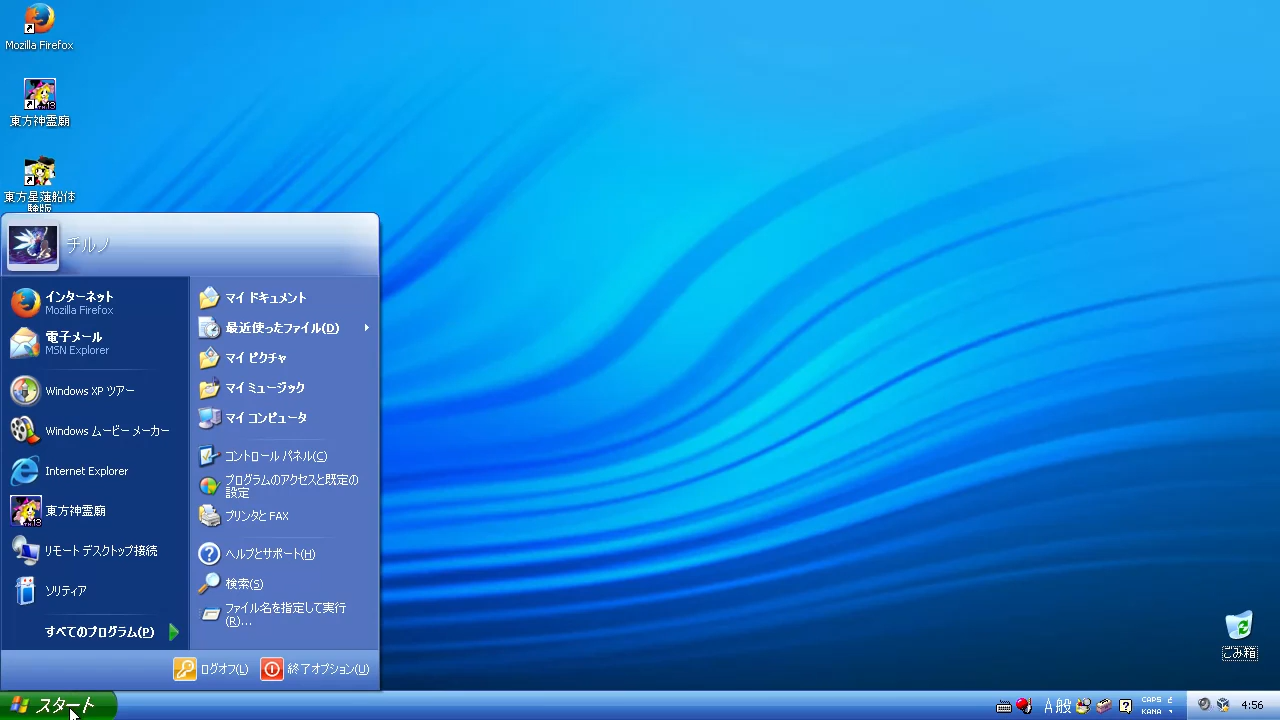 Mozilla Firefox
東方神霊廟
東方星蓮船体
験版
チルノ
インターネット
Mozilla Firefox
電子メール
MSN Explorer
Windows XP ツアー
Windows ムービー メーカー
Internet Explorer
東方神霊廟
リモート デスクトップ接続
ソリティア
すべてのプログラム(P)
マイ ドキュメント
最近使ったファイル(D)
マイ ピクチャ
マイ ミュージック
マイ コンピュータ
コントロール パネル(C)
プログラムのアクセスと既定の
設定
プリンタと FAX
ヘルプとサポート(H)
検索(S)
ファイル名を指定して実行
(R)...
ログオフ(L)
終了オプション(U)
ごみ箱
スタート
A 般
CAPS
KANA
4:56